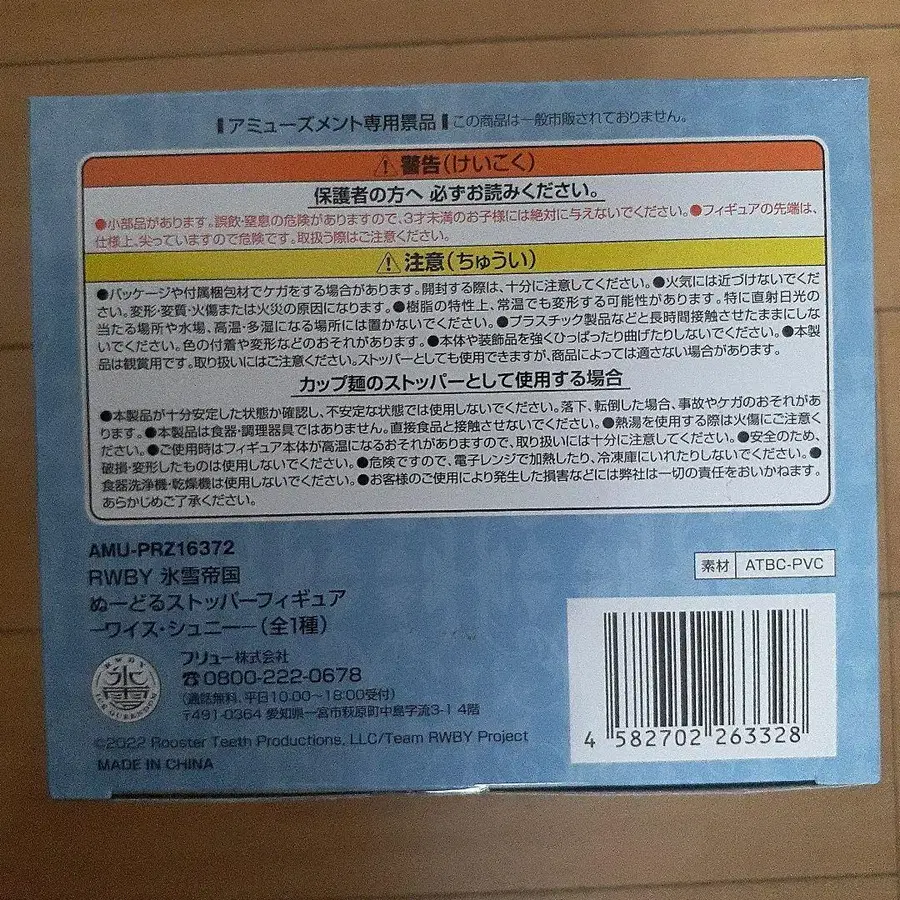 アミューズメント専用景品 この商品は一般市販されておりません。
⚠警告(けいこく)
保護者の方へ 必ずお読みください。
●小部品があります。誤飲・窒息の危険がありますので、3才未満のお子様には絶対に与えないでください。●フィギュアの先端は、
仕様上、尖っていますので危険です。取扱う際はご注意ください。
⚠注意(ちゅうい)
●パッケージや付属梱包材でケガをする場合があります。開封する際は、十分に注意してください。●火気には近づけないでくだ
さい。変形・変質・火傷または火災の原因になります。●樹脂の特性上、常温でも変形する可能性があります。特に直射日光の
当たる場所や水場、高温・多湿になる場所には置かないでください。●プラスチック製品などと長時間接触させたままにしな
いでください。色の付着や変形などのおそれがあります。●本体や装飾品を強くひっぱったり曲げたりしないでください。●本製
品は観賞用です。取り扱いにはご注意ください。ストッパーとしても使用できますが、商品によっては適さない場合があります。
カップ麺のストッパーとして使用する場合
●本製品が十分安定した状態か確認し、不安定な状態では使用しないでください。落下、転倒した場合、事故やケガのおそれがあ
ります。●本製品は食器・調理器具ではありません。直接食品と接触させないでください。●熱湯を使用する際は火傷にご注意く
ださい。●ご使用時はフィギュア本体が高温になるおそれがありますので、取り扱いには十分に注意してください。●安全のため、
破損・変形したものは使用しないでください。●危険ですので、電子レンジで加熱したり、冷凍庫にいれたりしないでください。●
食器洗浄機・乾燥機は使用しないでください。●お客様のご使用により発生した損害などには弊社は一切の責任をおいかねます。
あらかじめご了承ください。
AMU-PRZ16372
RWBY 氷雪帝国
ぬーどるストッパーフィギュア
―ワイス・シュニー―(全1種)
素材 ATBC-PVC
RWBY
氷雪
ICE QUEENDOM
フリュー株式会社
☎0800-222-0678
(通話無料、平日10:00〜18:00受付)
〒491-0364 愛知県一宮市萩原町中島字流3-1 4階
©2022 Rooster Teeth Productions, LLC/Team RWBY Project
MADE IN CHINA
4 582702 263328